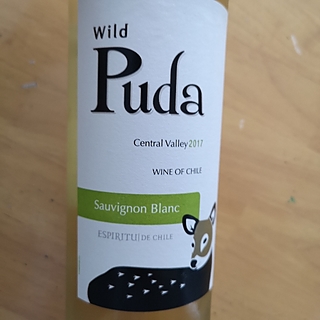 Wild
Puda
Central Valley 2017
WINE OF CHILE
Sauvignon Blanc
ESPIRITU DE CHILE